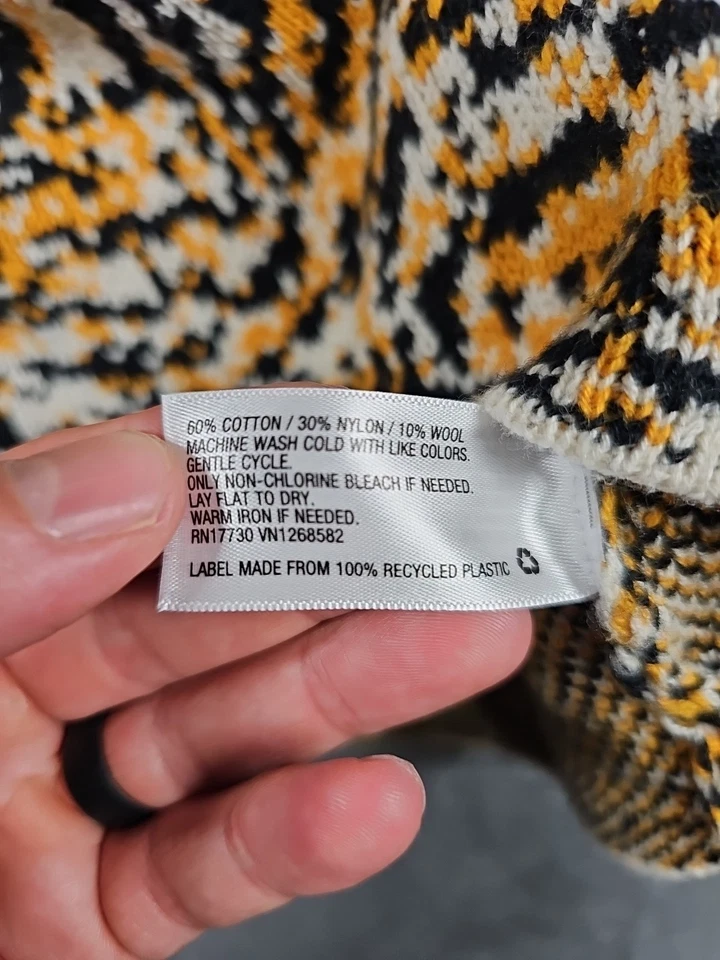 60% COTTON / 30% NYLON / 10% WOOL
MACHINE WASH COLD WITH LIKE COLORS.
GENTLE CYCLE.
ONLY NON-CHLORINE BLEACH IF NEEDED.
LAY FLAT TO DRY.
WARM IRON IF NEEDED.
RN17730 VN1268582
LABEL MADE FROM 100% RECYCLED PLASTIC